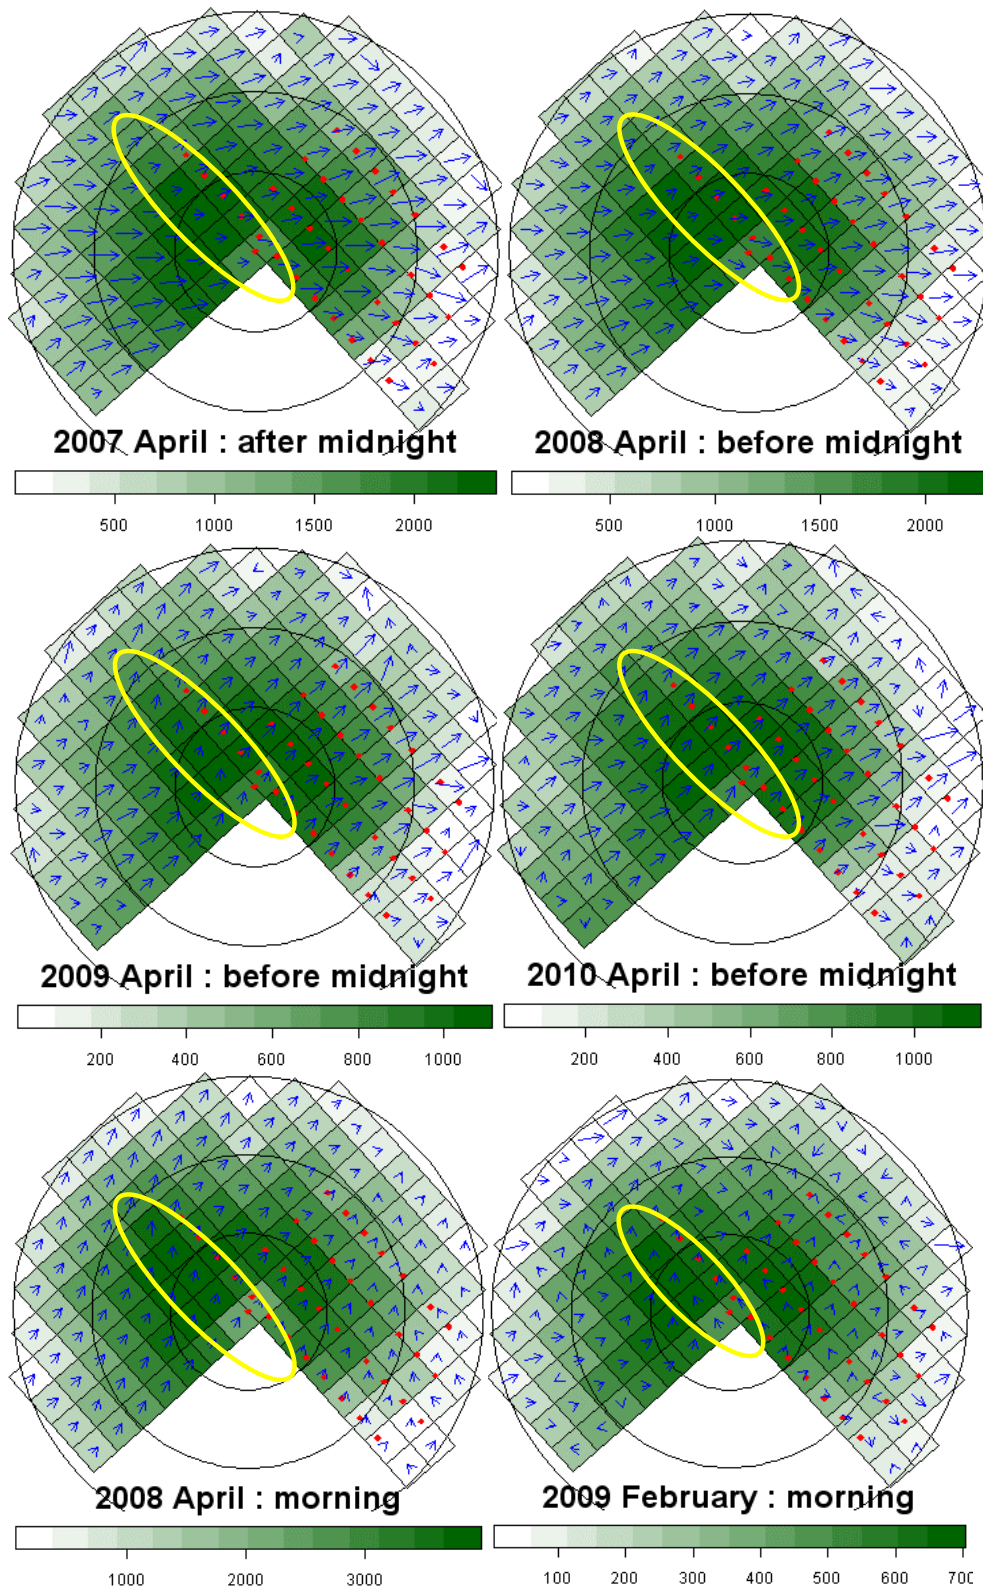 2007 April : after midnight
500 1000 1500 2000
2008 April : before midnight
500 1000 1500 2000
2009 April : before midnight
200 400 600 800 1000
2010 April : before midnight
200 400 600 800 1000
2008 April : morning
1000 2000 3000
2009 February : morning
100 200 300 400 500 600 700